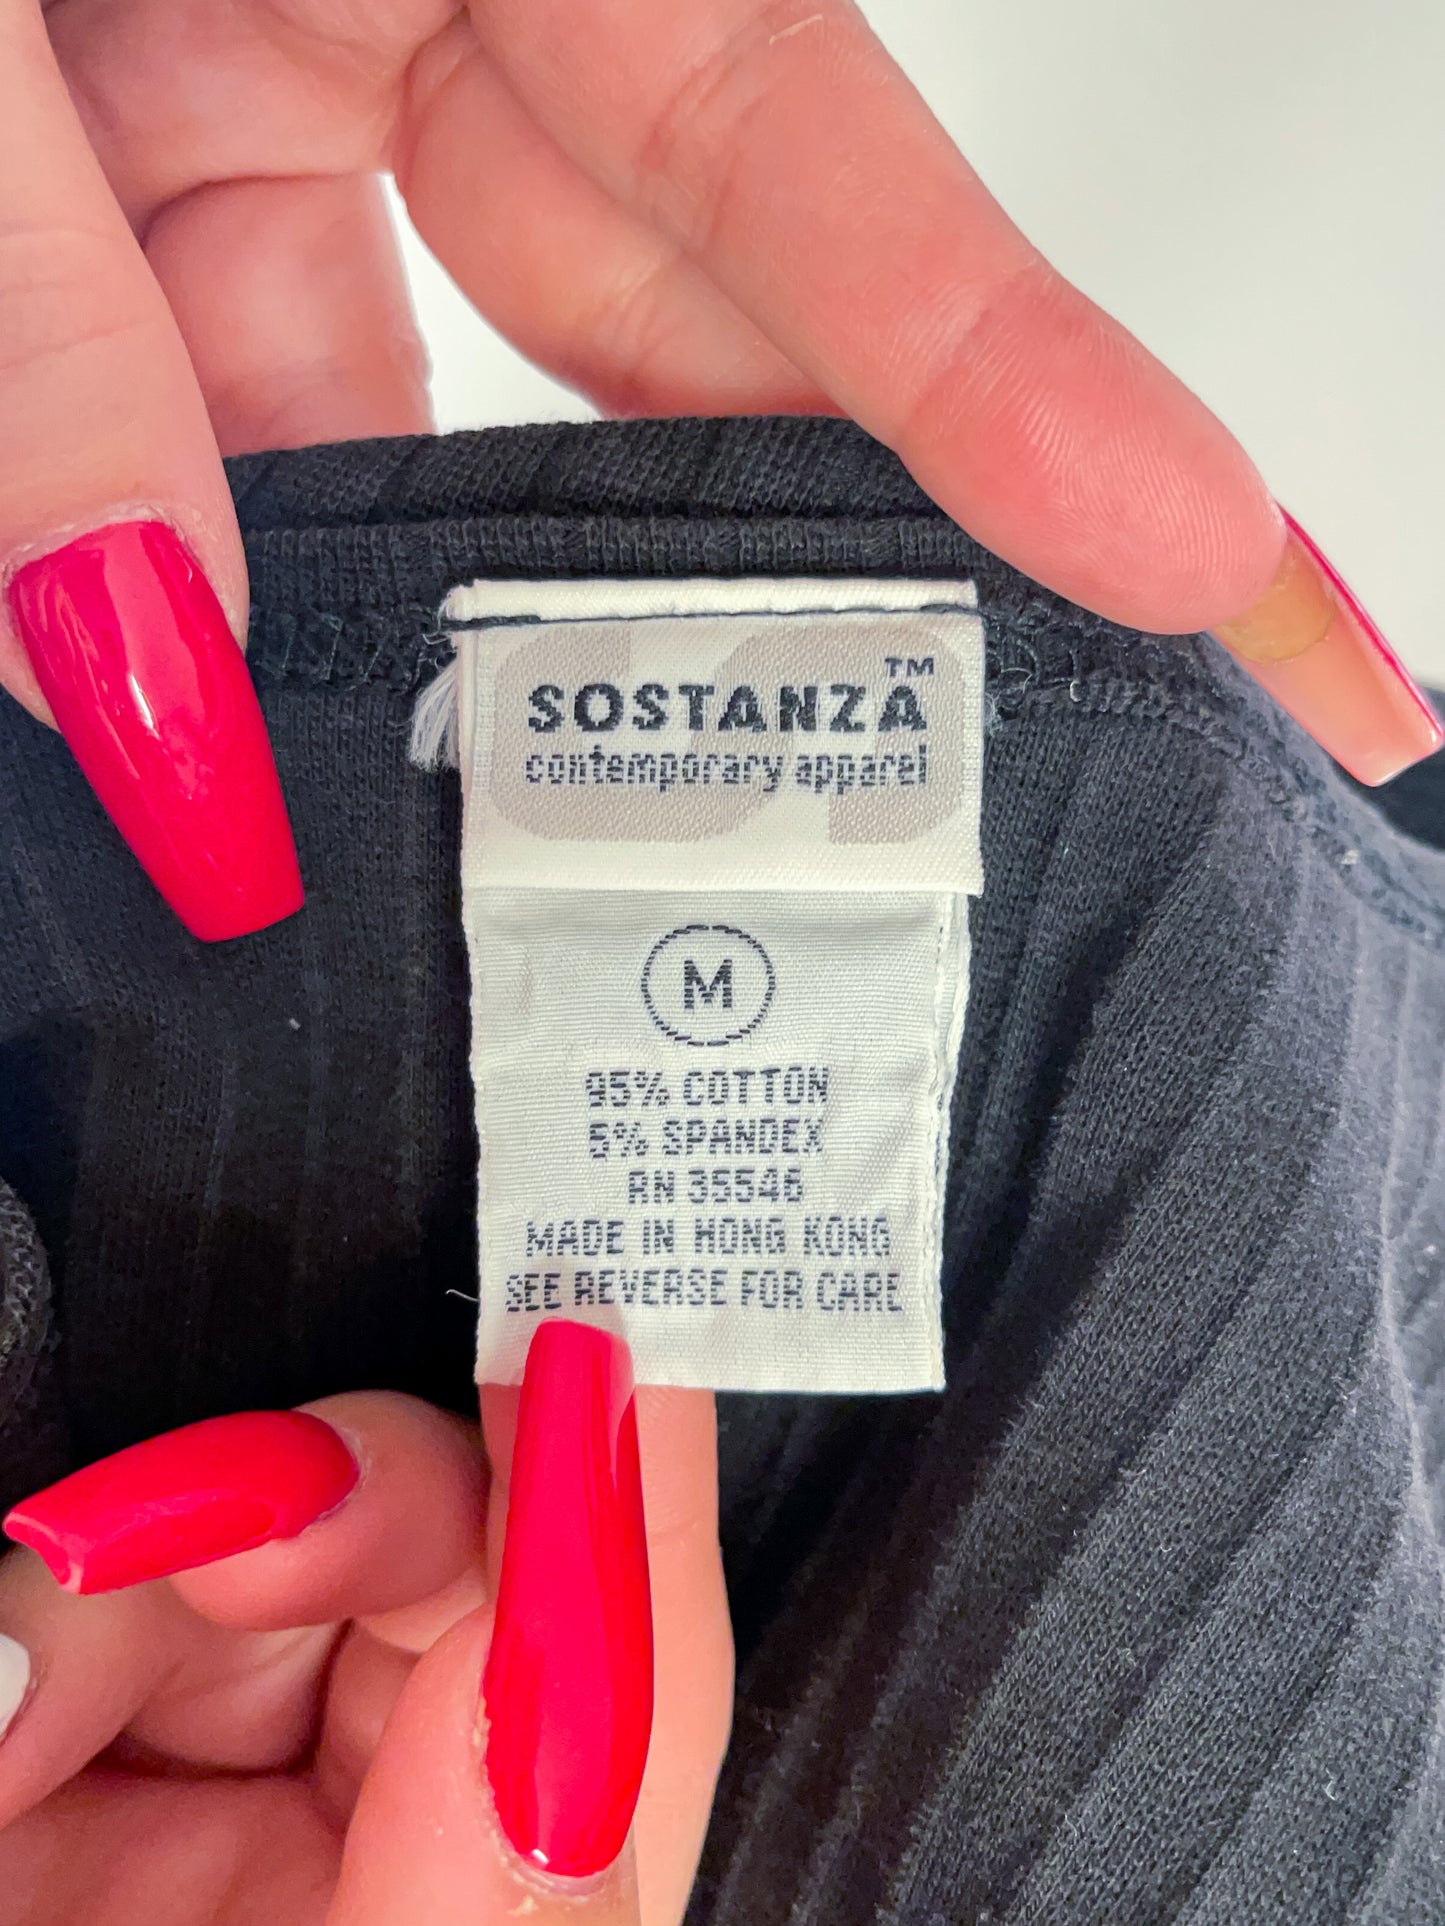 SOSTANZA™
contemporary apparel
M
95% COTTON
5% SPANDEX
RN 35546
MADE IN HONG KONG
SEE REVERSE FOR CARE